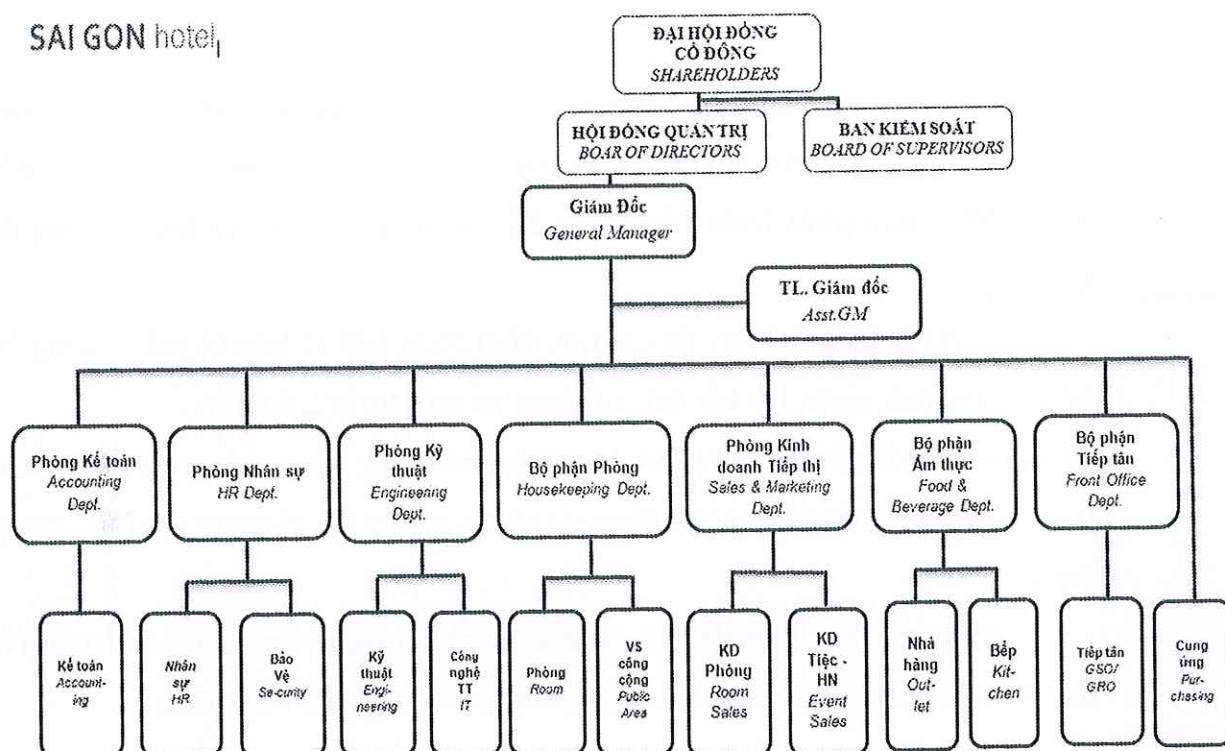 SAI GON hotel
ĐẠI HỘI ĐỒNG
CỔ ĐÔNG
SHAREHOLDERS
HỘI ĐỒNG QUẢN TRỊ
BOAR OF DIRECTORS
BAN KIỂM SOÁT
BOARD OF SUPERVISORS
Giám Đốc
General Manager
TL. Giám đốc
Asst.GM
Phòng Kế toán
Accounting
Dept.
Phòng Nhân sự
HR Dept.
Phòng Kỹ
thuật
Engineering
Dept.
Bộ phận Phòng
Housekeeping Dept.
Phòng Kinh
doanh Tiếp thị
Sales & Marketing
Dept.
Bộ phận
Ẩm thực
Food &
Beverage Dept.
Bộ phận
Tiếp tân
Front Office
Dept.
Kế toán
Account-
ing
Nhân
sự
HR
Bảo
Vệ
Se-curity
Kỹ
thuật
Engi-
neering
Công
nghệ
TT
IT
Phòng
Room
VS
công
cộng
Public
Area
KD
Phòng
Room
Sales
KD
Tiệc -
HN
Event
Sales
Nhà
hàng
Out-
let
Bếp
Kit-
chen
Tiếp tân
GSO/
GRO
Cung
ứng
Pur-
chasing